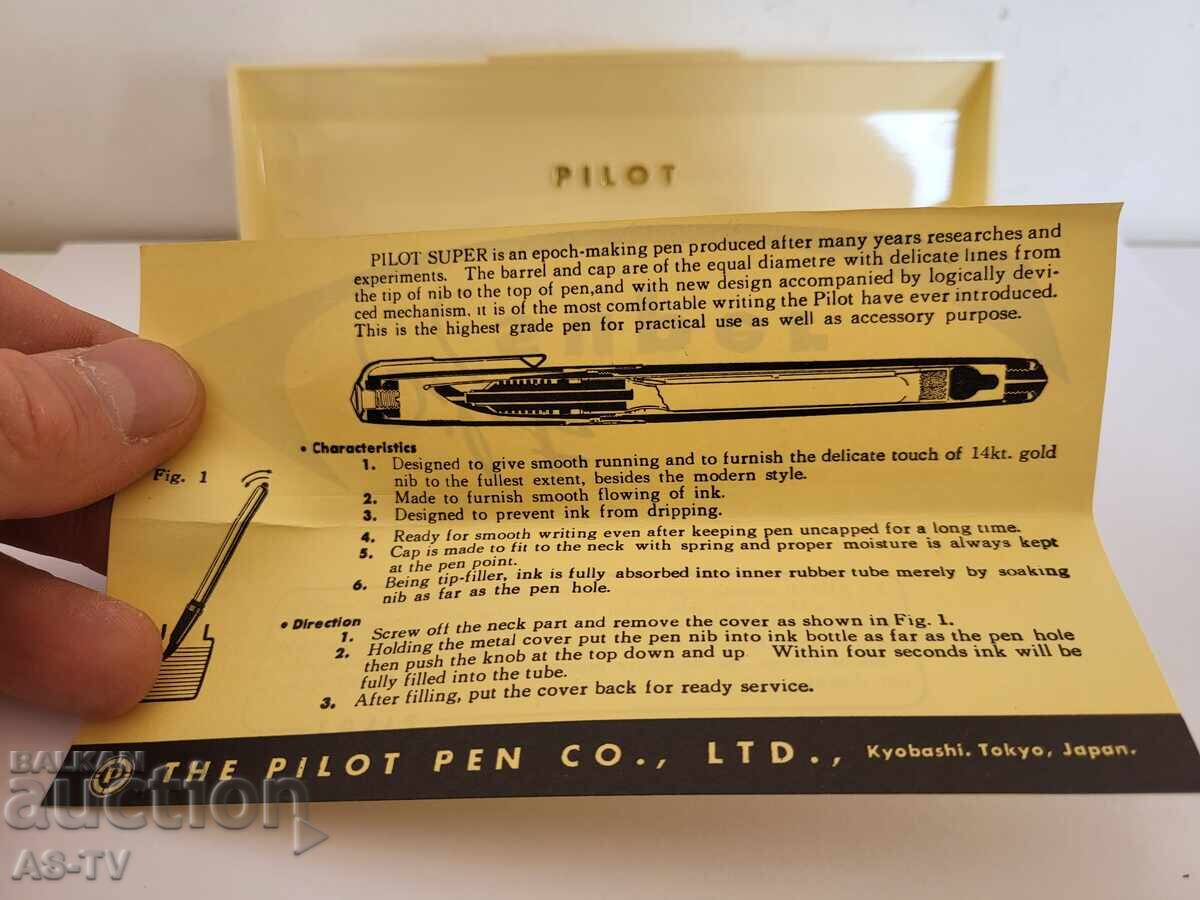 PILOT
PILOT SUPER is an epoch-making pen produced after many years researches and
experiments. The barrel and cap are of the equal diametre with delicate lines from
the tip of nib to the top of pen,and with new design accompanied by logically devi-
ced mechanism, it is of the most comfortable writing the Pilot have ever introduced.
This is the highest grade pen for practical use as well as accessory purpose.
• Characteristics
1. Designed to give smooth running and to furnish the delicate touch of 14kt. gold
nib to the fullest extent, besides the modern style.
2. Made to furnish smooth flowing of ink.
3. Designed to prevent ink from dripping.
4. Ready for smooth writing even after keeping pen uncapped for a long time.
5. Cap is made to fit to the neck with spring and proper moisture is always kept
at the pen point.
6. Being tip-filler, ink is fully absorbed into inner rubber tube merely by soaking
nib as far as the pen hole.
Fig. 1
• Direction
1. Screw off the neck part and remove the cover as shown in Fig. 1.
2. Holding the metal cover put the pen nib into ink bottle as far as the pen hole
then push the knob at the top down and up Within four seconds ink will be
fully filled into the tube.
3. After filling, put the cover back for ready service.
THE PILOT PEN CO., LTD., Kyobashi. Tokyo, Japan.
BALKAN
auction
AS-TV